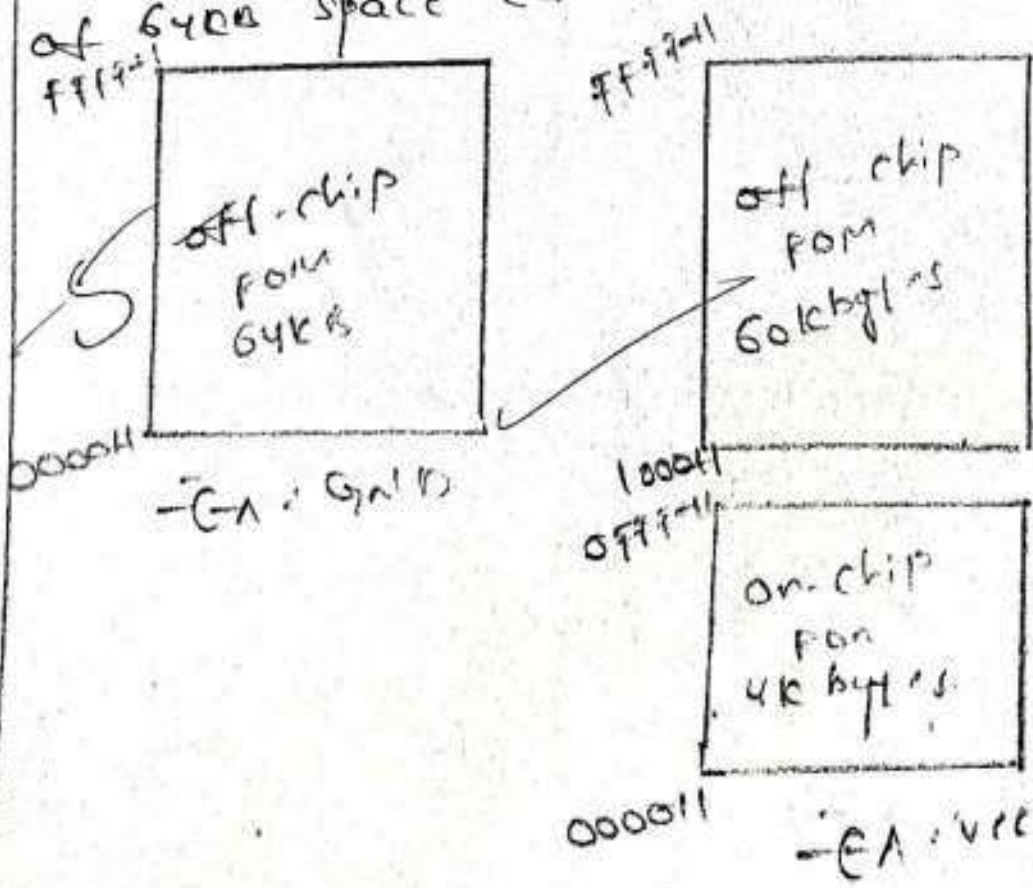 of 64KB space
FFFFH
off-chip
ROM
64KB
0000H
-EA : GND
FFFFH
off chip
ROM
60Kbytes
1000H
0FFFH
on-chip
ROM
4K bytes
0000H
-EA : Vcc